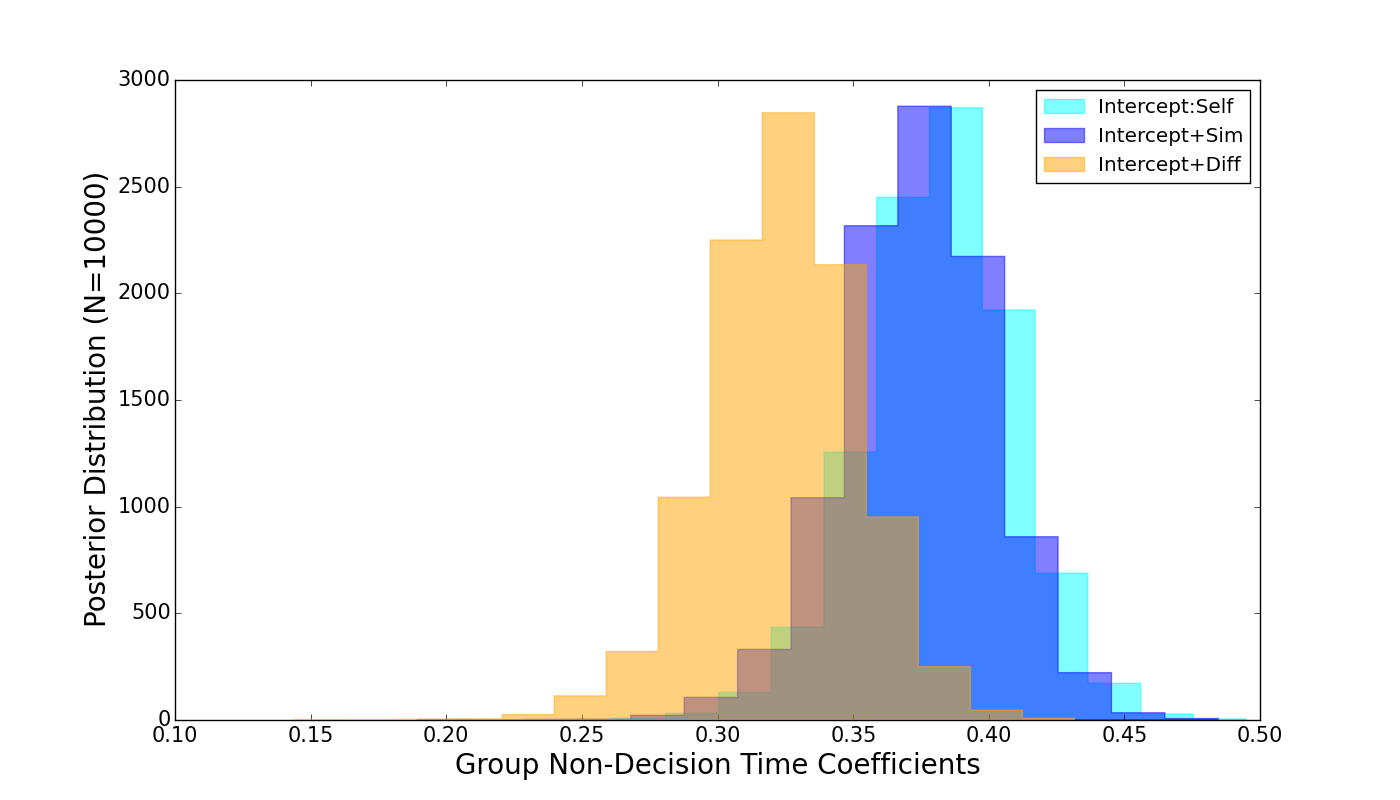 Posterior Distribution (N=10000)
3000
2500
2000
1500
1000
500
0
Intercept:Self
Intercept+Sim
Intercept+Diff
0.10 0.15 0.20 0.25 0.30 0.35 0.40 0.45 0.50
Group Non-Decision Time Coefficients